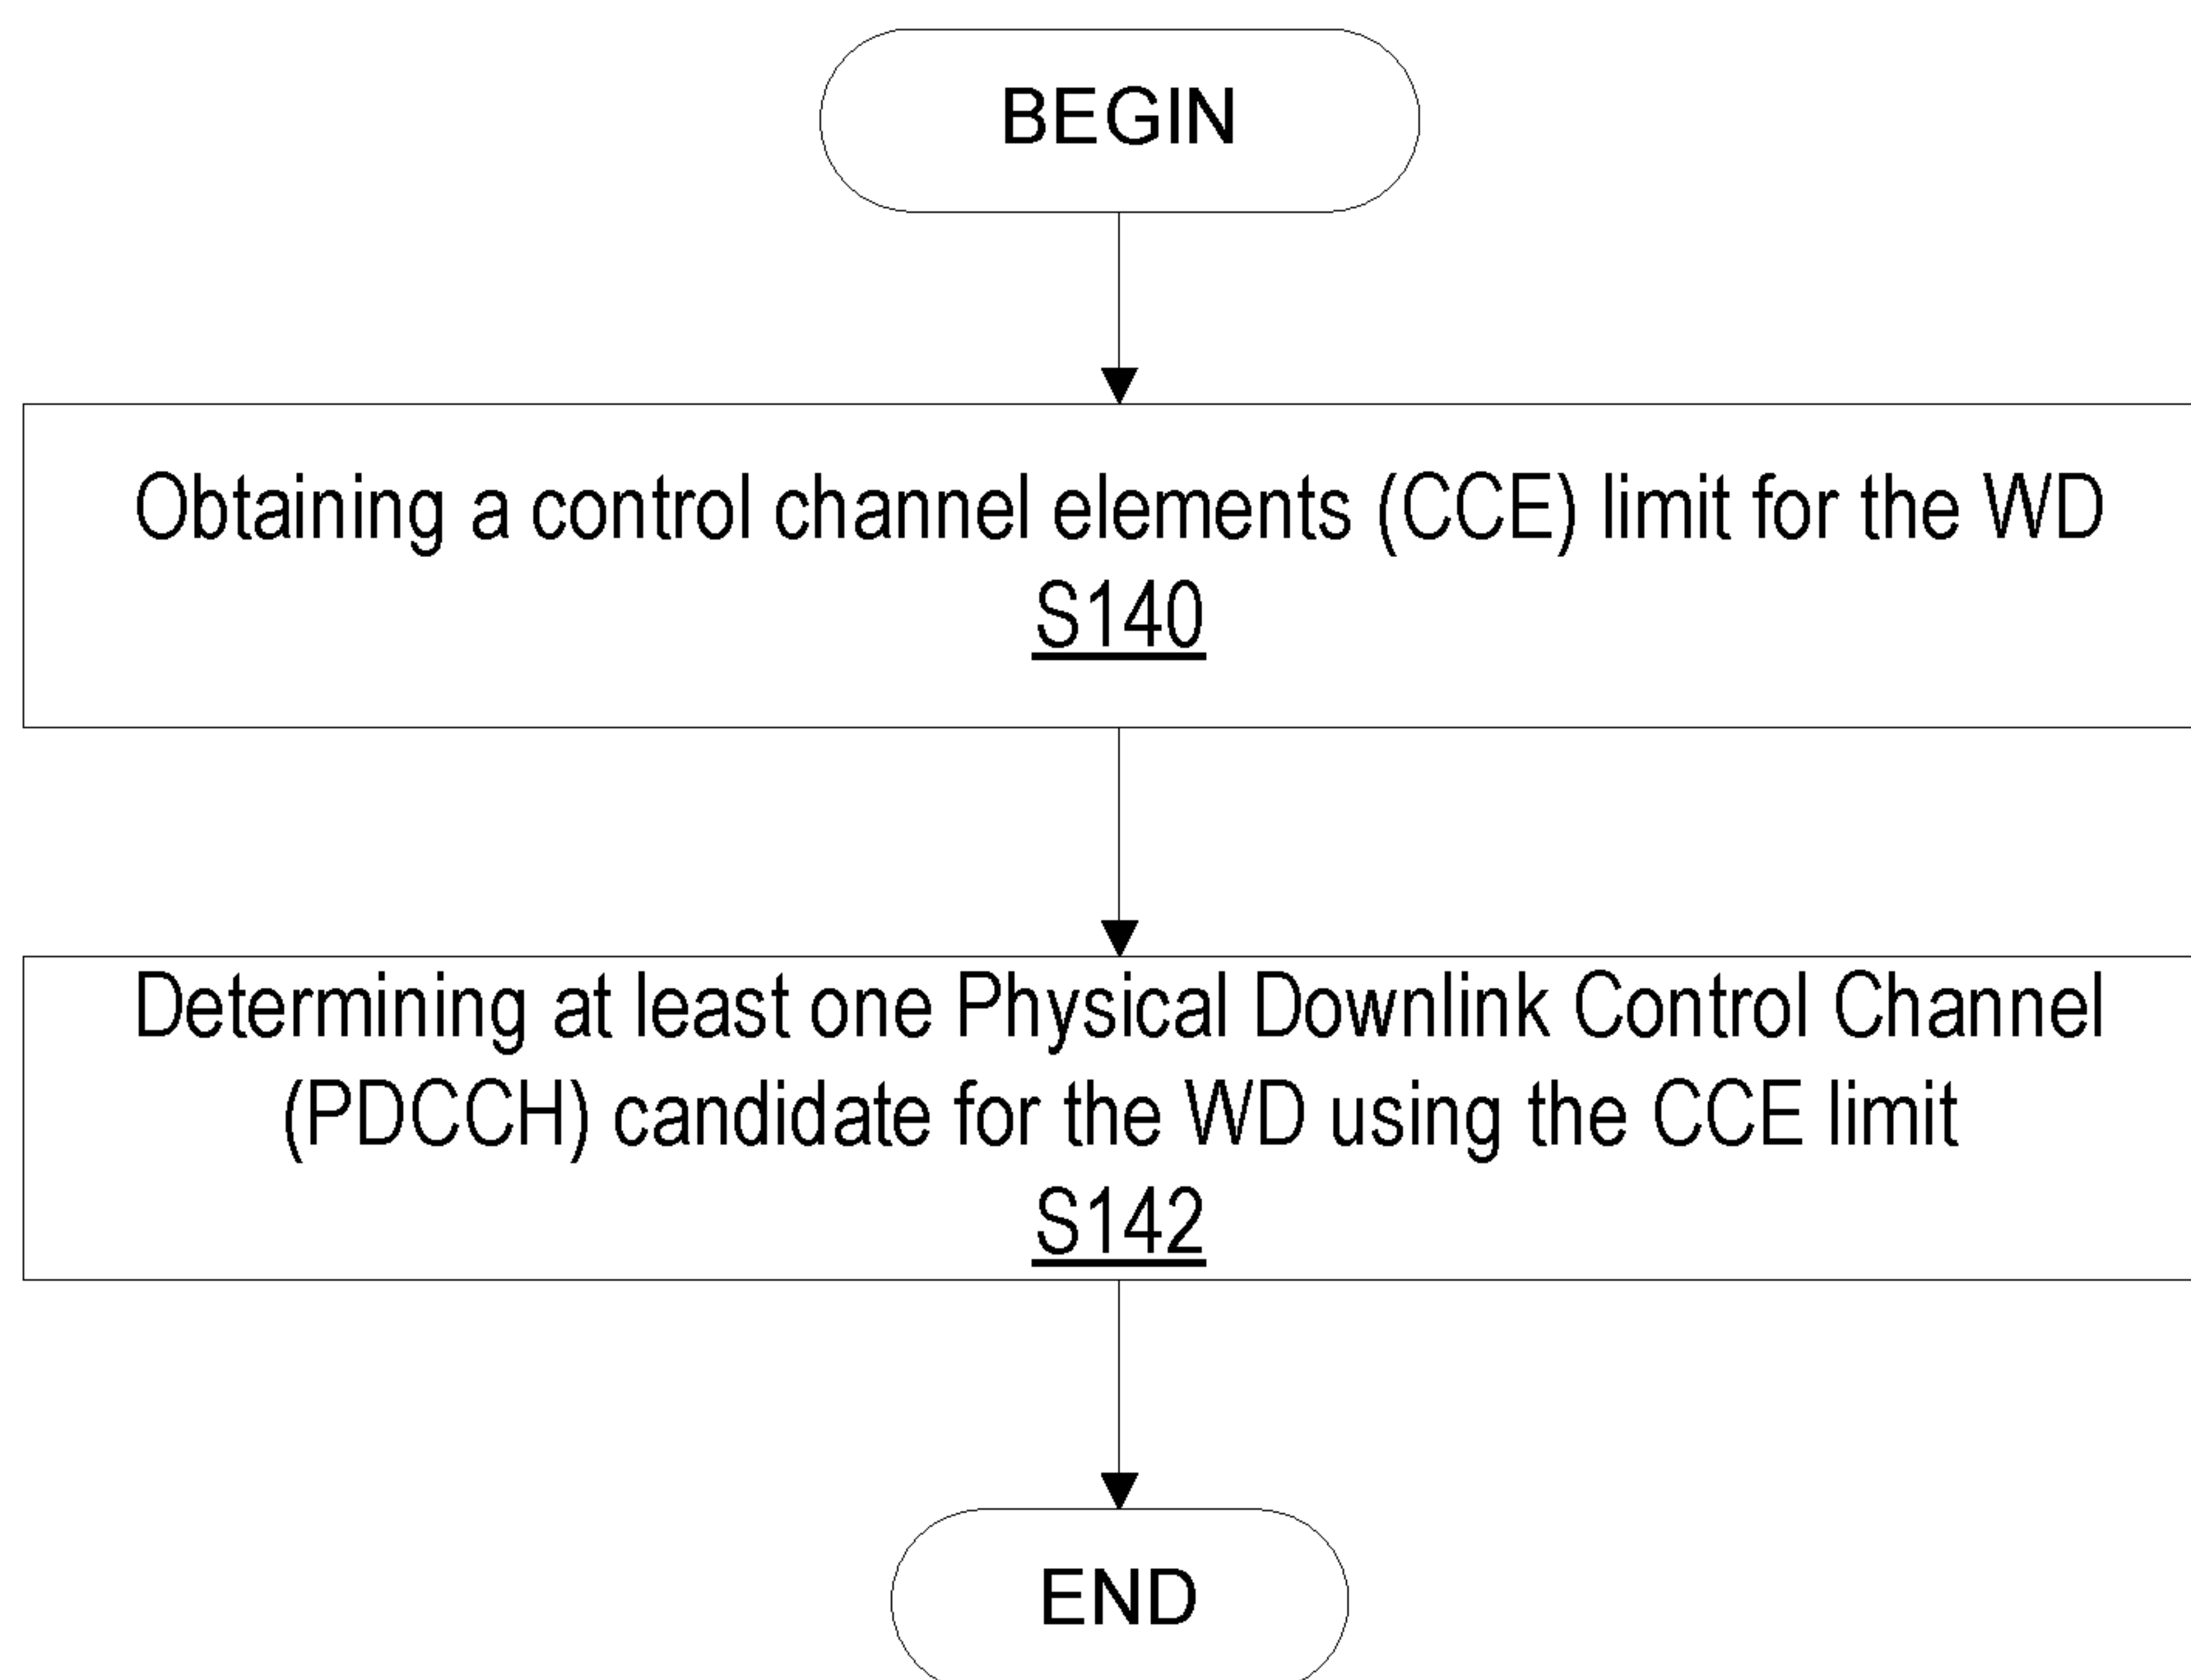 BEGIN
Obtaining a control channel elements (CCE) limit for the WD
S140
Determining at least one Physical Downlink Control Channel
(PDCCH) candidate for the WD using the CCE limit
S142
END